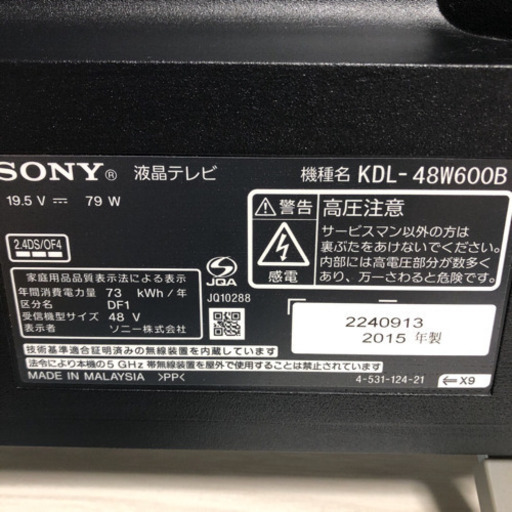 SONY® 液晶テレビ 機種名 KDL-48W600B
19.5 V ⎓ 79 W
2.4DS/OF4
家庭用品品質表示法による表示
年間消費電力量 73 kWh/年
区分名 DF1
受信機型サイズ 48 V
表示者 ソニー株式会社
JQA
JQ10288
警告 高圧注意
感電
サービスマン以外の方は
裏ぶたをあけないでください。
内部には高電圧部分が数多く
あり、万一さわると危険です。
2240913
2015 年製
技術基準適合証明済みの無線装置を内蔵しています。
法令により本機の5 GHz 帯無線装置を屋外で使用することは禁止されています。
MADE IN MALAYSIA >PP< 4-531-124-21 ⇐ X9